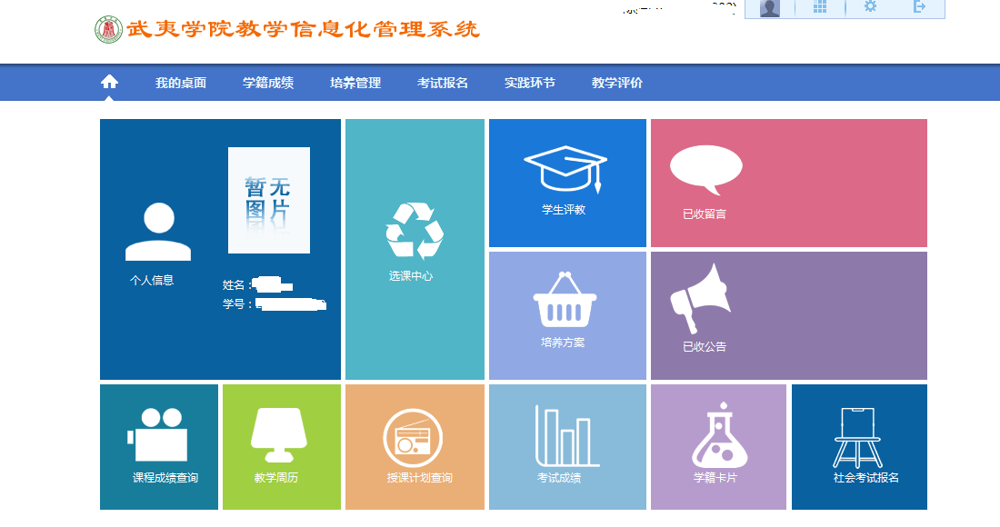 武夷学院教学信息化管理系统
我的桌面 学籍成绩 培养管理 考试报名 实践环节 教学评价
暂无
图片
个人信息
姓名：
学号：
选课中心
学生评教
已收留言
培养方案
已收公告
课程成绩查询
教学周历
授课计划查询
考试成绩
学籍卡片
社会考试报名